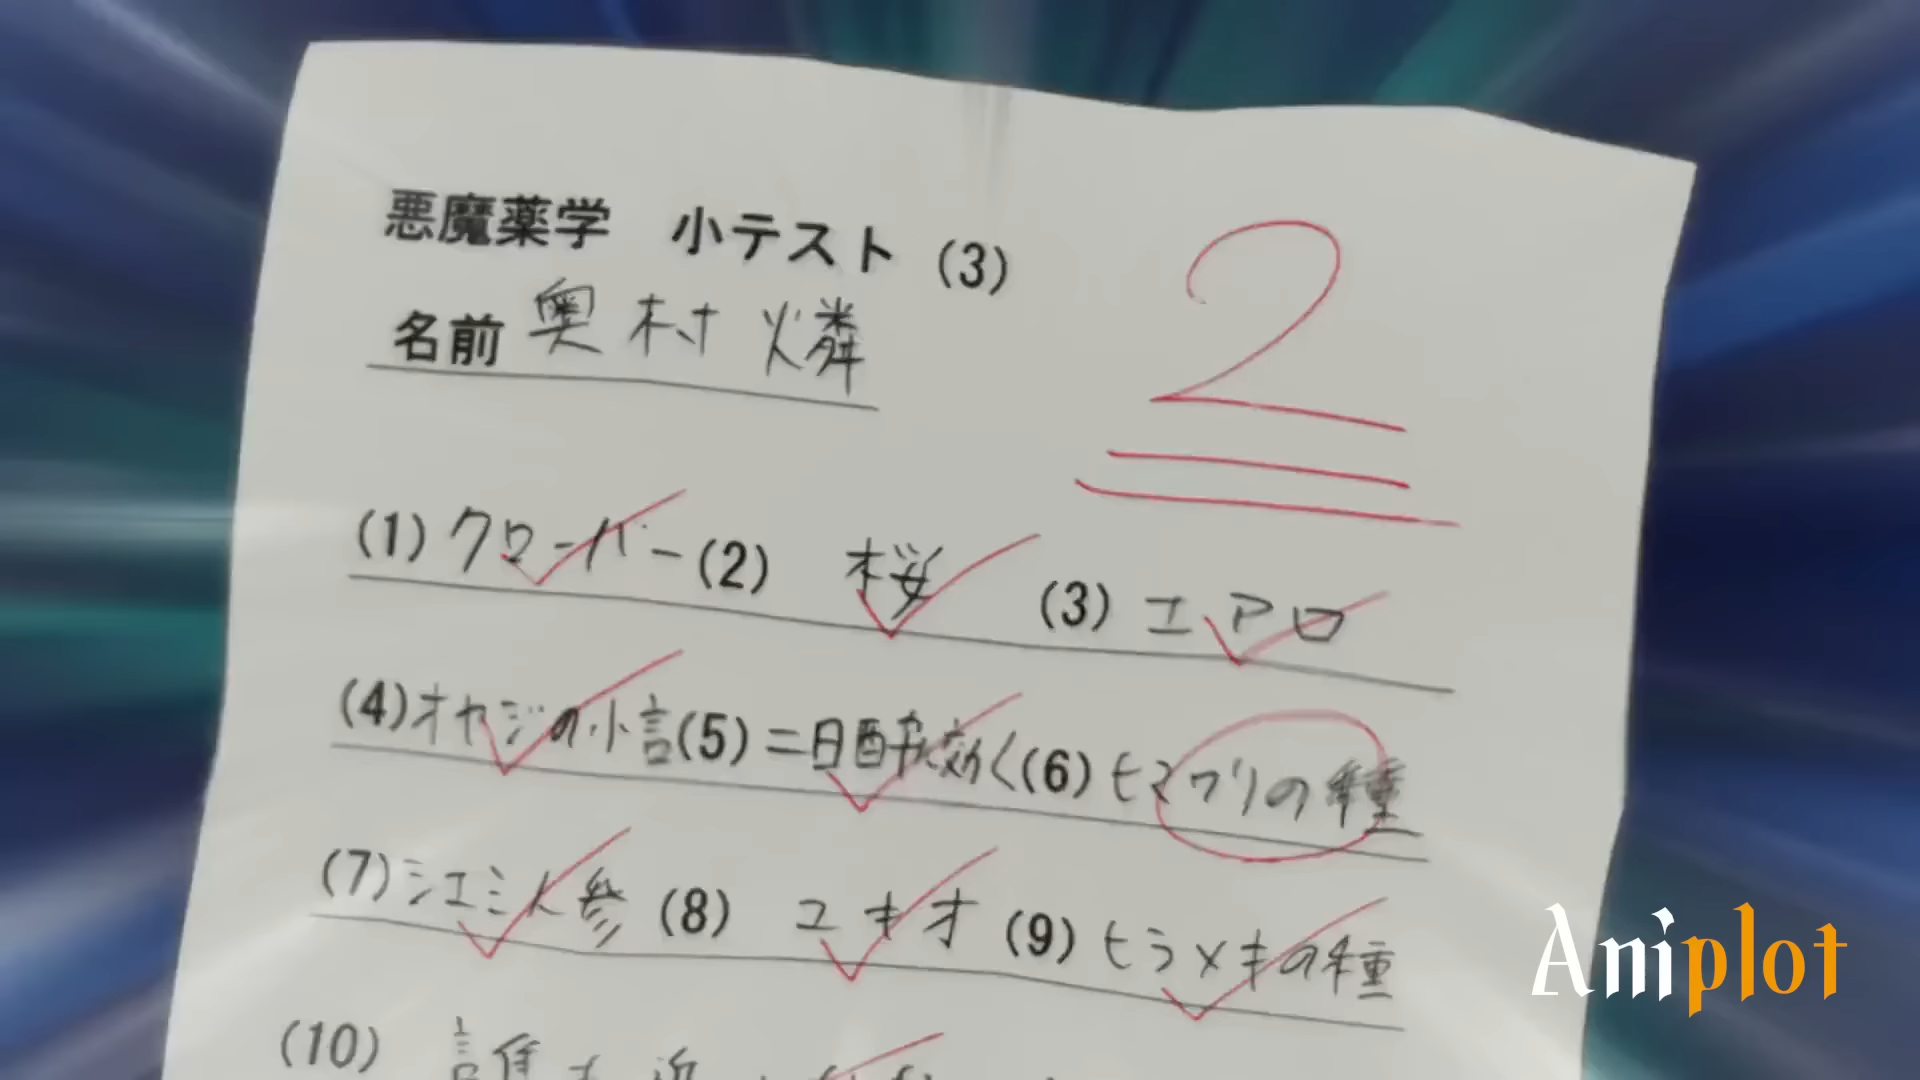 悪魔薬学 小テスト (3)
2
名前 奥村 燐
(1) クローバー (2) 桜 (3) エアロ
(4) オヤジの小言 (5) 二日酔に効く (6) ヒマワリの種
(7) シエミ人参 (8) ユキオ (9) ヒラメキの種
(10)
Aniplot